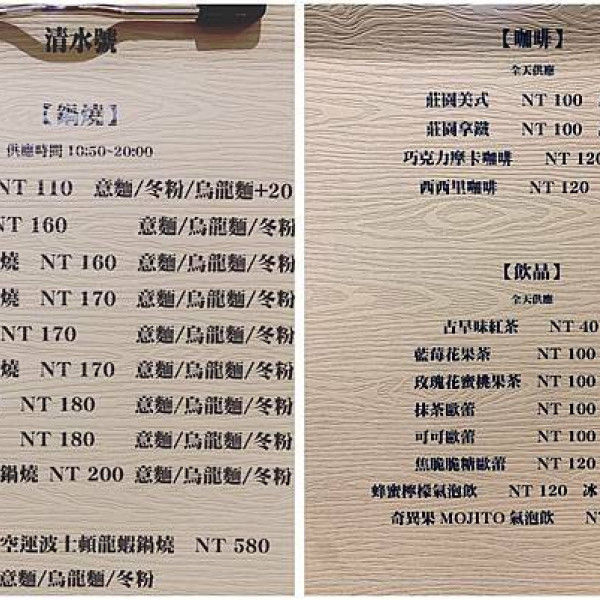 清水號
【鍋燒】
供應時間 10:50~20:00
NT 110 意麵/冬粉/烏龍麵+20
NT 160 意麵/烏龍麵/冬粉
燒 NT 160 意麵/烏龍麵/冬粉
燒 NT 170 意麵/烏龍麵/冬粉
NT 170 意麵/烏龍麵/冬粉
燒 NT 170 意麵/烏龍麵/冬粉
NT 180 意麵/烏龍麵/冬粉
NT 180 意麵/烏龍麵/冬粉
鍋燒 NT 200 意麵/烏龍麵/冬粉
空運波士頓龍蝦鍋燒 NT 580
意麵/烏龍麵/冬粉
【咖啡】
全天供應
莊園美式 NT 100
莊園拿鐵 NT 100
巧克力摩卡咖啡 NT 120
西西里咖啡 NT 120
【飲品】
全天供應
古早味紅茶 NT 40
藍莓花果茶 NT 100
玫瑰花蜜桃果茶 NT 100
抹茶歐蕾 NT 100
可可歐蕾 NT 100
焦脆脆糖歐蕾 NT 120
蜂蜜檸檬氣泡飲 NT 120 冰
奇異果 MOJITO 氣泡飲 NT